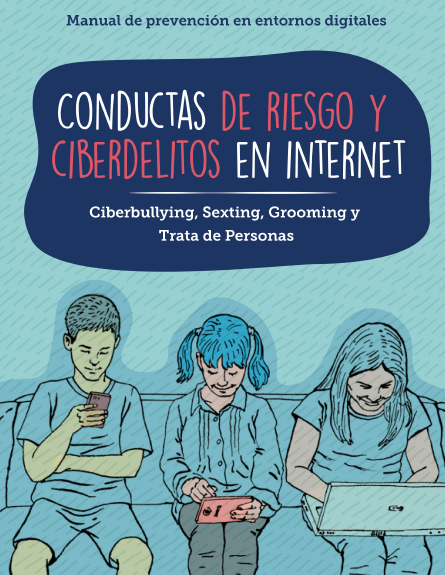 Manual de prevención en entornos digitales
CONDUCTAS DE RIESGO Y
CIBERDELITOS EN INTERNET
Ciberbullying, Sexting, Grooming y
Trata de Personas